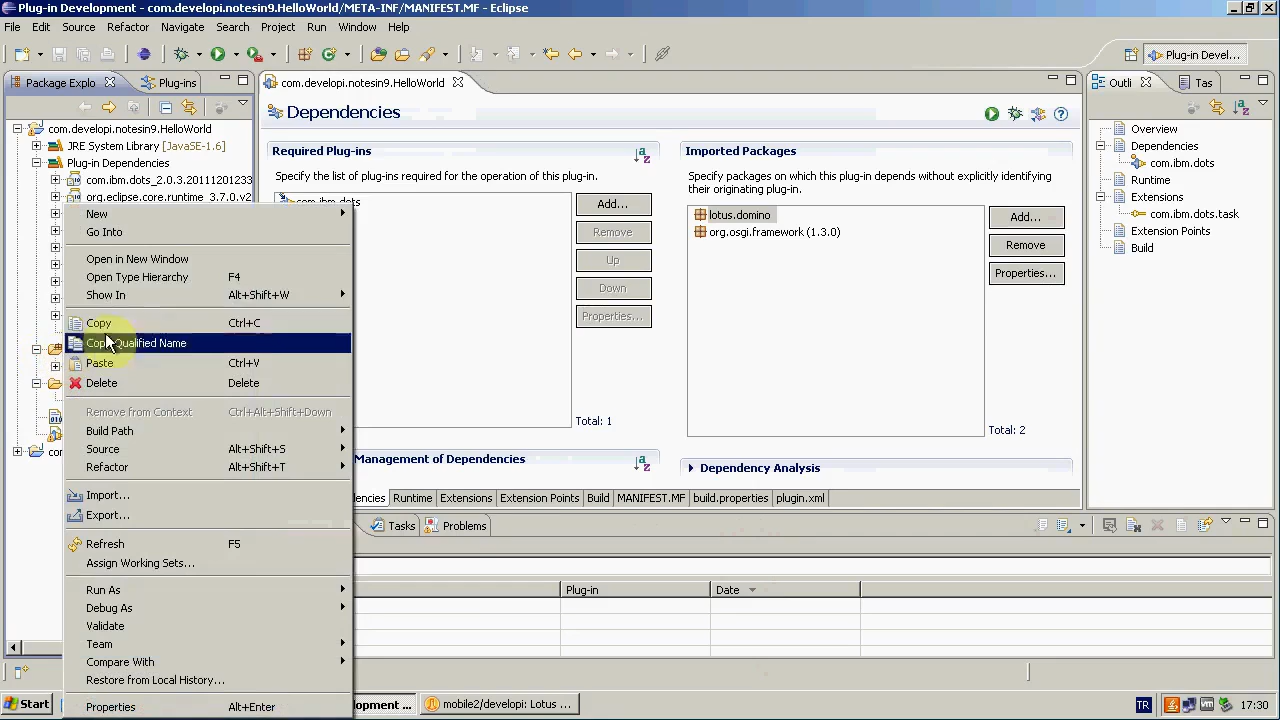 Plug-in Development - com.developi.notesin9.HelloWorld/META-INF/MANIFEST.MF - Eclipse
File Edit Source Refactor Navigate Search Project Run Window Help
Plug-in Devel...
Package Explo
Plug-ins
com.developi.notesin9.HelloWorld
Outli
Tas
com.developi.notesin9.HelloWorld
JRE System Library [JavaSE-1.6]
Plug-in Dependencies
com.ibm.dots_2.0.3.20111201233
org.eclipse.core.runtime_3.7.0.v2
Dependencies
Required Plug-ins
Specify the list of plug-ins required for the operation of this plug-in.
com.ibm.dots
Add...
Remove
Up
Down
Properties...
Total: 1
Imported Packages
Specify packages on which this plug-in depends without explicitly
identifying their originating plug-in.
lotus.domino
org.osgi.framework (1.3.0)
Add...
Remove
Properties...
Total: 2
Overview
Dependencies
com.ibm.dots
Runtime
Extensions
com.ibm.dots.task
Extension Points
Build
New
Go Into
Open in New Window
Open Type Hierarchy F4
Show In Alt+Shift+W
Copy Ctrl+C
Copy Qualified Name
Paste Ctrl+V
Delete Delete
Remove from Context Ctrl+Alt+Shift+Down
Build Path
Source Alt+Shift+S
Refactor Alt+Shift+T
Import...
Export...
Refresh F5
Assign Working Sets...
Run As
Debug As
Validate
Team
Compare With
Restore from Local History...
Properties Alt+Enter
com
Management of Dependencies
Dependency Analysis
encies Runtime Extensions Extension Points Build MANIFEST.MF build.properties plugin.xml
Tasks Problems
Plug-in Date
Start
elopment ...
mobile2/developi: Lotus ...
TR
17:30